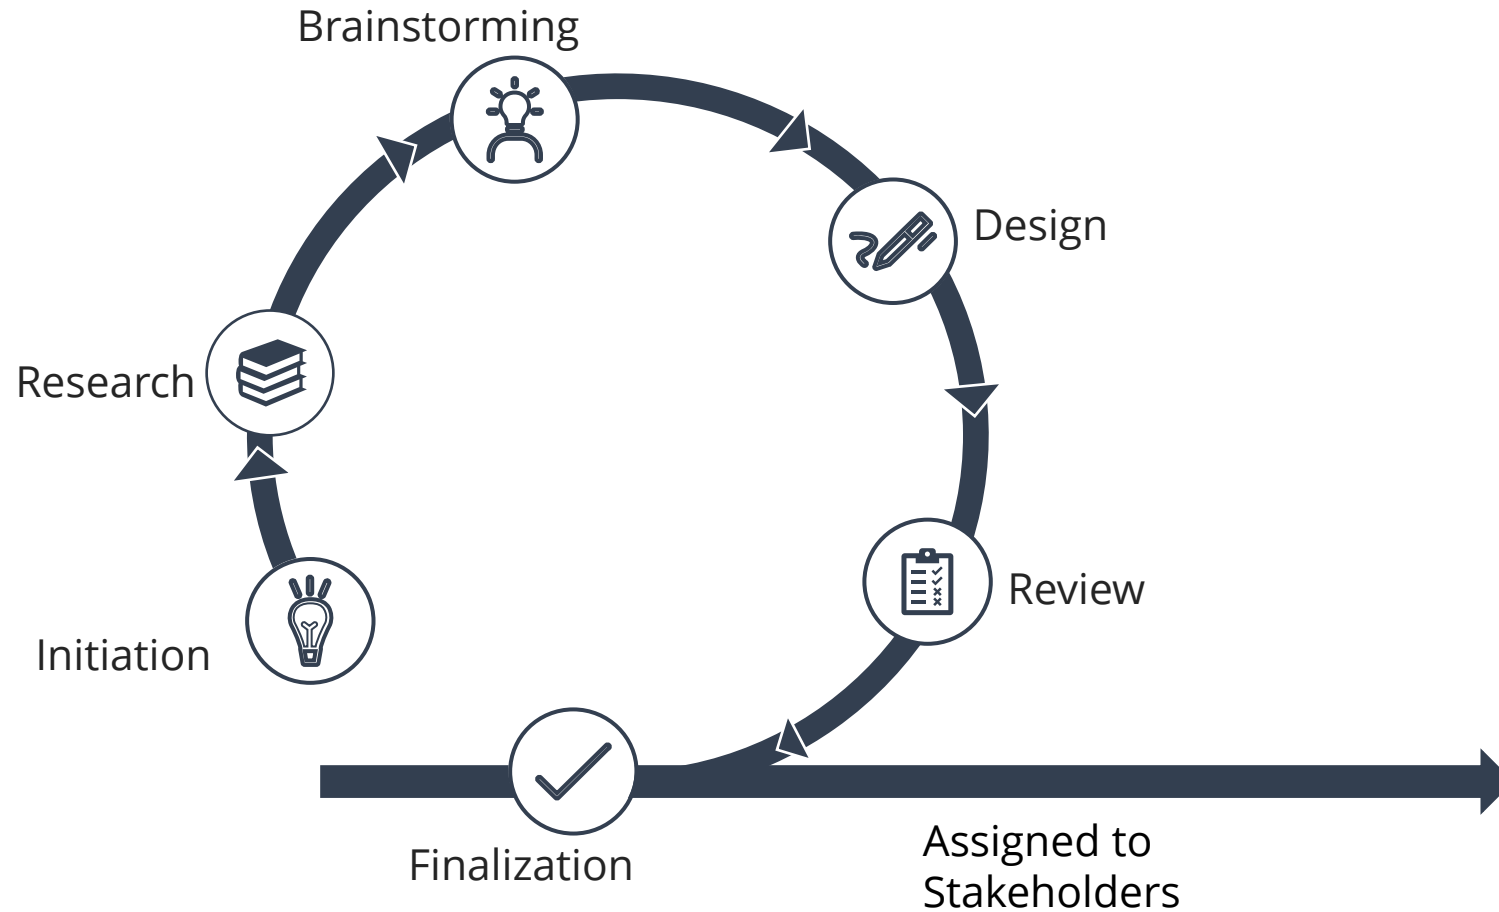 Brainstorming
Design
Research
Review
Initiation
Finalization
Assigned to
Stakeholders